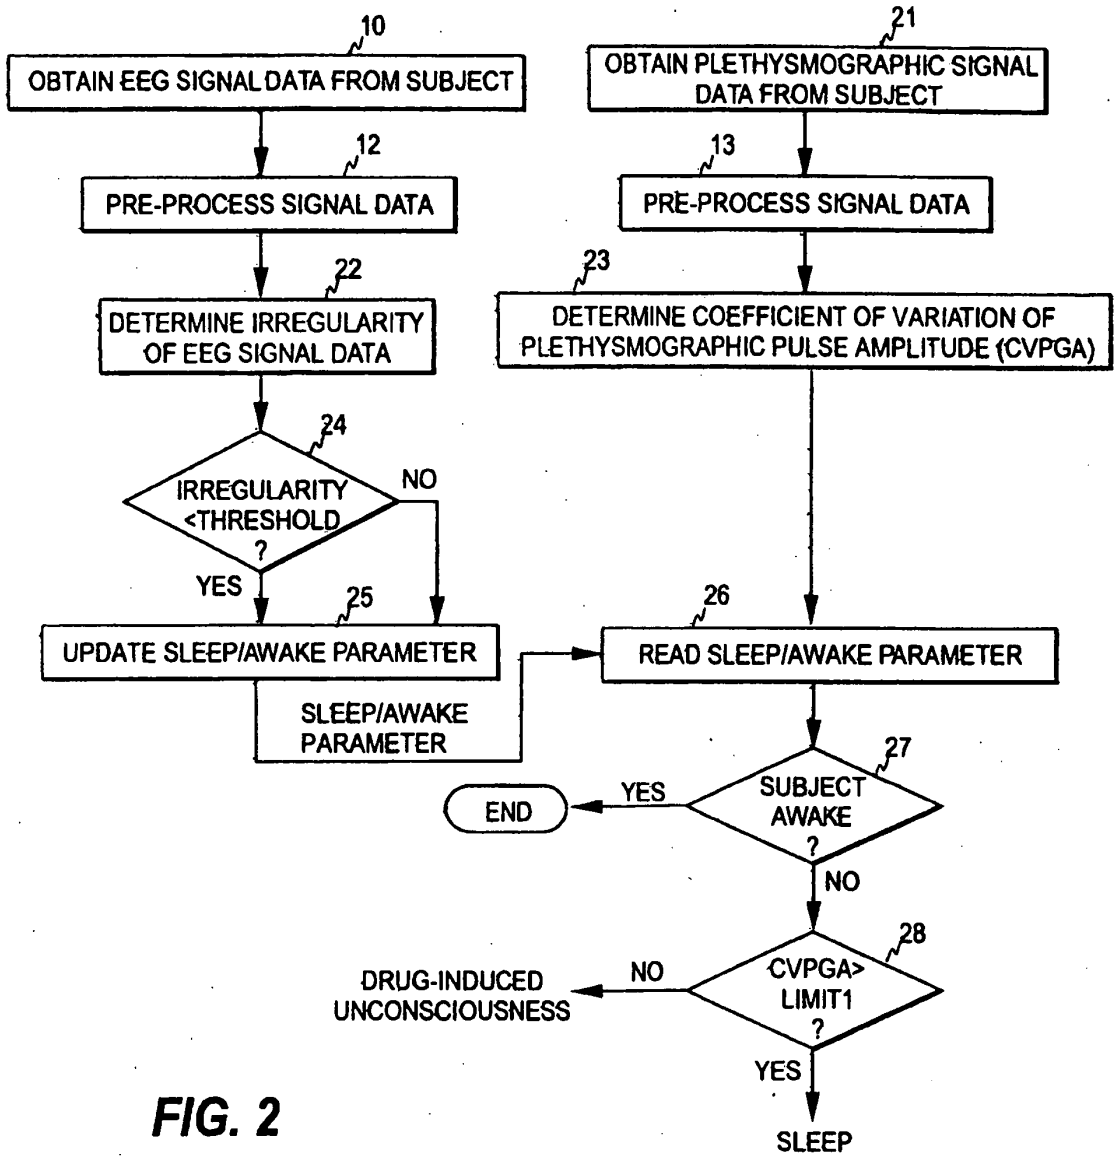 10
OBTAIN EEG SIGNAL DATA FROM SUBJECT
12
PRE-PROCESS SIGNAL DATA
22
DETERMINE IRREGULARITY
OF EEG SIGNAL DATA
24
IRREGULARITY
<THRESHOLD
?
NO
YES
25
UPDATE SLEEP/AWAKE PARAMETER
SLEEP/AWAKE
PARAMETER
21
OBTAIN PLETHYSMOGRAPHIC SIGNAL
DATA FROM SUBJECT
13
PRE-PROCESS SIGNAL DATA
23
DETERMINE COEFFICIENT OF VARIATION OF
PLETHYSMOGRAPHIC PULSE AMPLITUDE (CVPGA)
26
READ SLEEP/AWAKE PARAMETER
27
SUBJECT
AWAKE
?
YES
END
NO
28
CVPGA>
LIMIT1
?
NO
DRUG-INDUCED
UNCONSCIOUSNESS
YES
SLEEP
FIG. 2